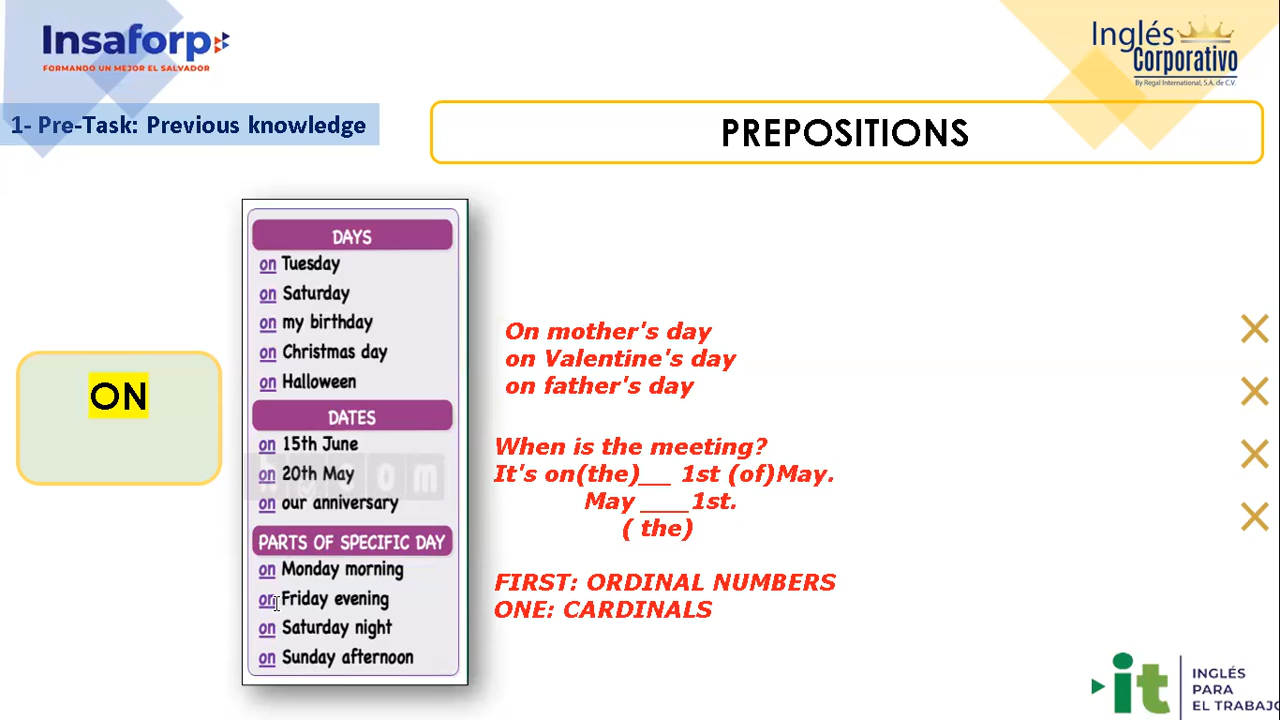 Insaforp
FORMANDO UN MEJOR EL SALVADOR
Inglés
Corporativo
By Regal International, S.A. de C.V.
1- Pre-Task: Previous knowledge
PREPOSITIONS
ON
DAYS
on Tuesday
on Saturday
on my birthday
on Christmas day
on Halloween
DATES
on 15th June
on 20th May
on our anniversary
PARTS OF SPECIFIC DAY
on Monday morning
on Friday evening
on Saturday night
on Sunday afternoon
On mother's day
on Valentine's day
on father's day
When is the meeting?
It's on(the)__ 1st (of)May.
May ___1st.
( the)
FIRST: ORDINAL NUMBERS
ONE: CARDINALS
it
INGLÉS
PARA
EL TRABAJO